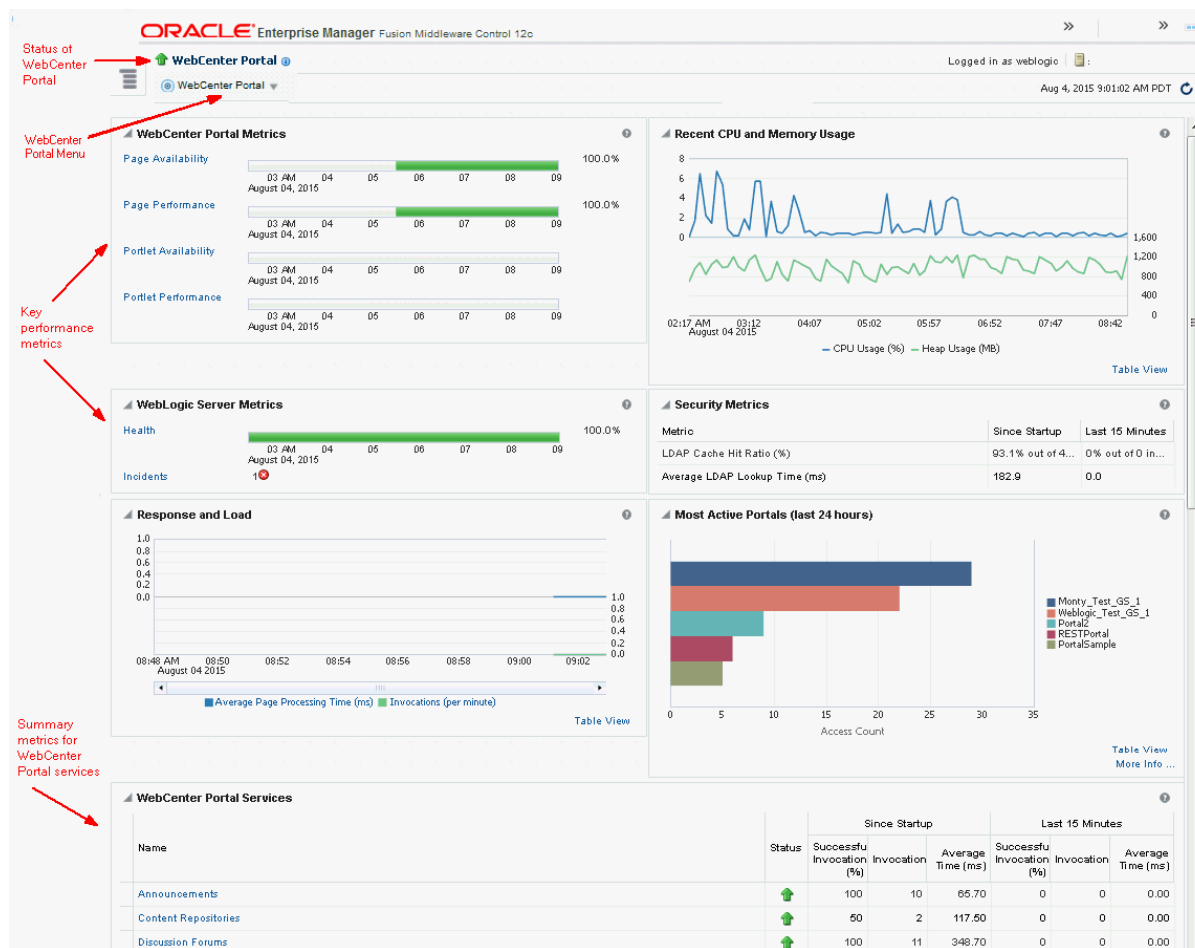 ORACLE Enterprise Manager Fusion Middleware Control 12c
»
»
Status of
WebCenter
Portal
WebCenter Portal
Logged in as weblogic
WebCenter Portal
Aug 4, 2015 9:01:02 AM PDT
WebCenter
Portal Menu
WebCenter Portal Metrics
Page Availability
100.0%
03 AM 04 05 06 07 08 09
August 04, 2015
Page Performance
100.0%
03 AM 04 05 06 07 08 09
August 04, 2015
Portlet Availability
03 AM 04 05 06 07 08 09
August 04, 2015
Portlet Performance
03 AM 04 05 06 07 08 09
August 04, 2015
Key
performance
metrics
Recent CPU and Memory Usage
8
6
4
2
0
1,600
1,200
800
400
0
02:17 AM 03:12 04:07 05:02 05:57 06:52 07:47 08:42
August 04 2015
CPU Usage (%) Heap Usage (MB)
Table View
WebLogic Server Metrics
Health
100.0%
03 AM 04 05 06 07 08 09
August 04, 2015
Incidents 1
Security Metrics
Metric Since Startup Last 15 Minutes
LDAP Cache Hit Ratio (%) 93.1% out of 4... 0% out of 0 in...
Average LDAP Lookup Time (ms) 182.9 0.0
Response and Load
1.0
0.8
0.6
0.4
0.2
0.0
1.0
0.8
0.6
0.4
0.2
0.0
08:48 AM 08:50 08:52 08:54 08:56 08:58 09:00 09:02
August 04 2015
Average Page Processing Time (ms) Invocations (per minute)
Table View
Most Active Portals (last 24 hours)
Monty_Test_GS_1
Weblogic_Test_GS_1
Portal2
RESTPortal
PortalSample
0 5 10 15 20 25 30 35
Access Count
Table View
More Info ...
Summary
metrics for
WebCenter
Portal services
WebCenter Portal Services
Since Startup Last 15 Minutes
Name Status
Successfu
Invocation
(%)
Invocation
Average
Time (ms)
Successfu
Invocation
(%)
Invocation
Average
Time (ms)
Announcements 100 10 65.70 0 0 0.00
Content Repositories 50 2 117.50 0 0 0.00
Discussion Forums 100 11 348.70 0 0 0.00